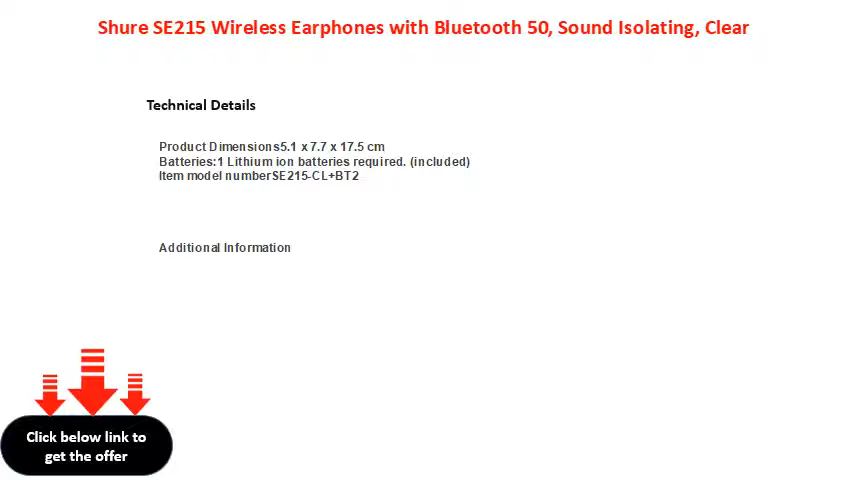 Shure SE215 Wireless Earphones with Bluetooth 50, Sound Isolating, Clear
Technical Details
Product Dimensions5.1 x 7.7 x 17.5 cm
Batteries:1 Lithium ion batteries required. (included)
Item model numberSE215-CL+BT2
Additional Information
Click below link to
get the offer